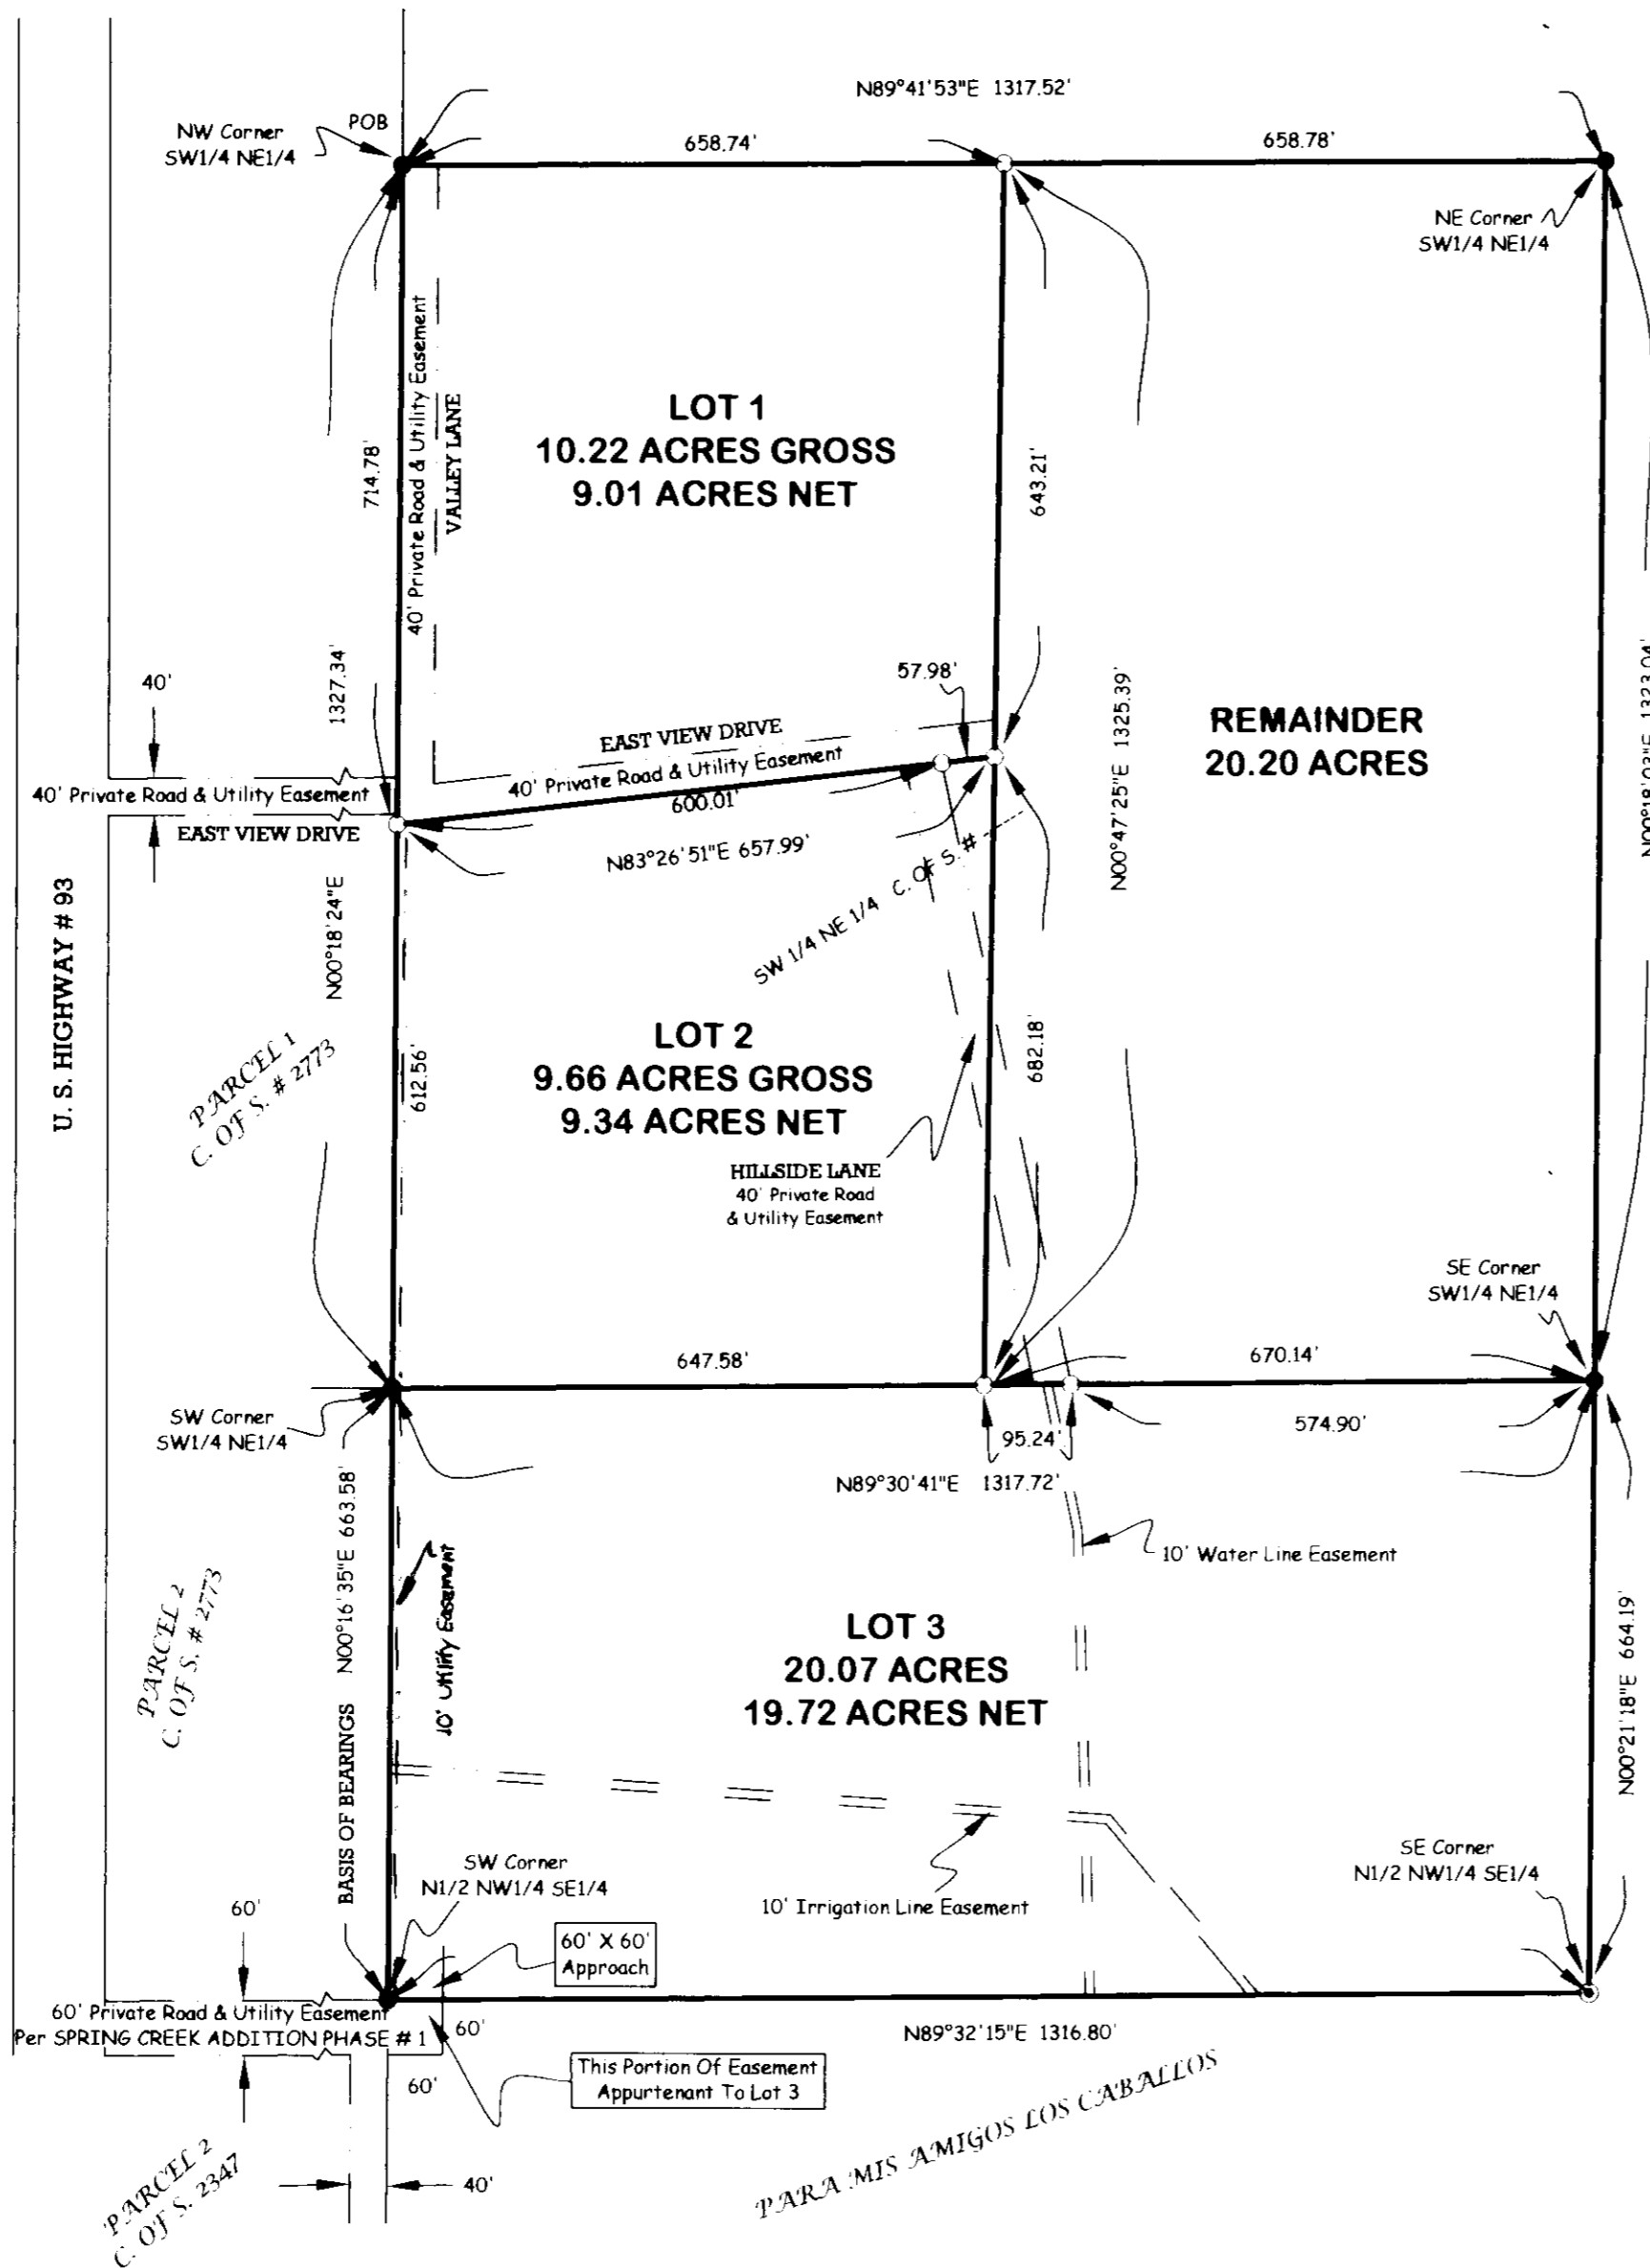 N89°41'53"E 1317.52'
POB
NW Corner
SW1/4 NE1/4
658.74'
658.78'
NE Corner
SW1/4 NE1/4
40' Private Road & Utility Easement
VALLEY LANE
714.78'
LOT 1
10.22 ACRES GROSS
9.01 ACRES NET
643.21'
1327.34'
40'
40' Private Road & Utility Easement
EAST VIEW DRIVE
57.98'
EAST VIEW DRIVE
40' Private Road & Utility Easement
600.01'
N83°26'51"E 657.99'
N00°47'25"E 1325.39'
REMAINDER
20.20 ACRES
N00°18'03"E 1323.04'
SW 1/4 NE 1/4 C. OF S. #
U. S. HIGHWAY # 93
N00°18'24"E
PARCEL 1
C. OF S. # 2773
612.56'
LOT 2
9.66 ACRES GROSS
9.34 ACRES NET
682.18'
HILLSIDE LANE
40' Private Road
& Utility Easement
SE Corner
SW1/4 NE1/4
647.58'
670.14'
SW Corner
SW1/4 NE1/4
95.24'
574.90'
N89°30'41"E 1317.72'
10' Water Line Easement
BASIS OF BEARINGS N00°16'35"E 663.58'
10' Utility Easement
PARCEL 2
C. OF S. # 2773
LOT 3
20.07 ACRES
19.72 ACRES NET
N00°21'18"E 664.19'
SW Corner
N1/2 NW1/4 SE1/4
10' Irrigation Line Easement
SE Corner
N1/2 NW1/4 SE1/4
60'
60' X 60'
Approach
60' Private Road & Utility Easement
Per SPRING CREEK ADDITION PHASE # 1
60'
60'
N89°32'15"E 1316.80'
This Portion Of Easement
Appurtenant To Lot 3
PARCEL 2
C. OF S. 2347
40'
PARA MIS AMIGOS LOS CABALLOS